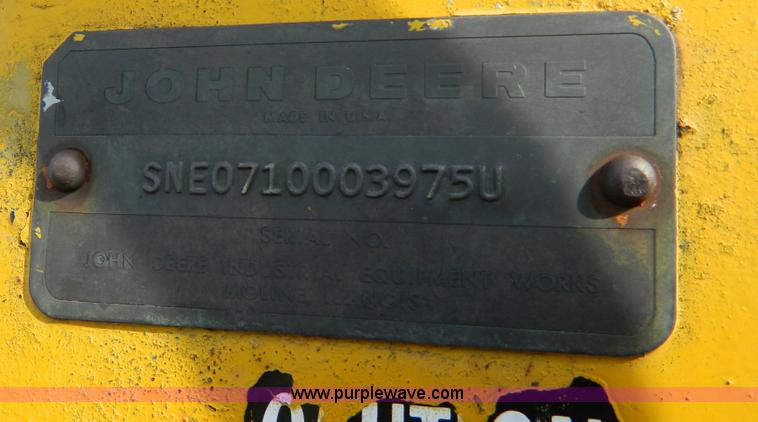 JOHN DEERE
MADE IN U.S.A.
SNE0710003975U
SERIAL NO.
JOHN DEERE INDUSTRIAL EQUIPMENT WORKS
MOLINE ILLINOIS
www.purplewave.com